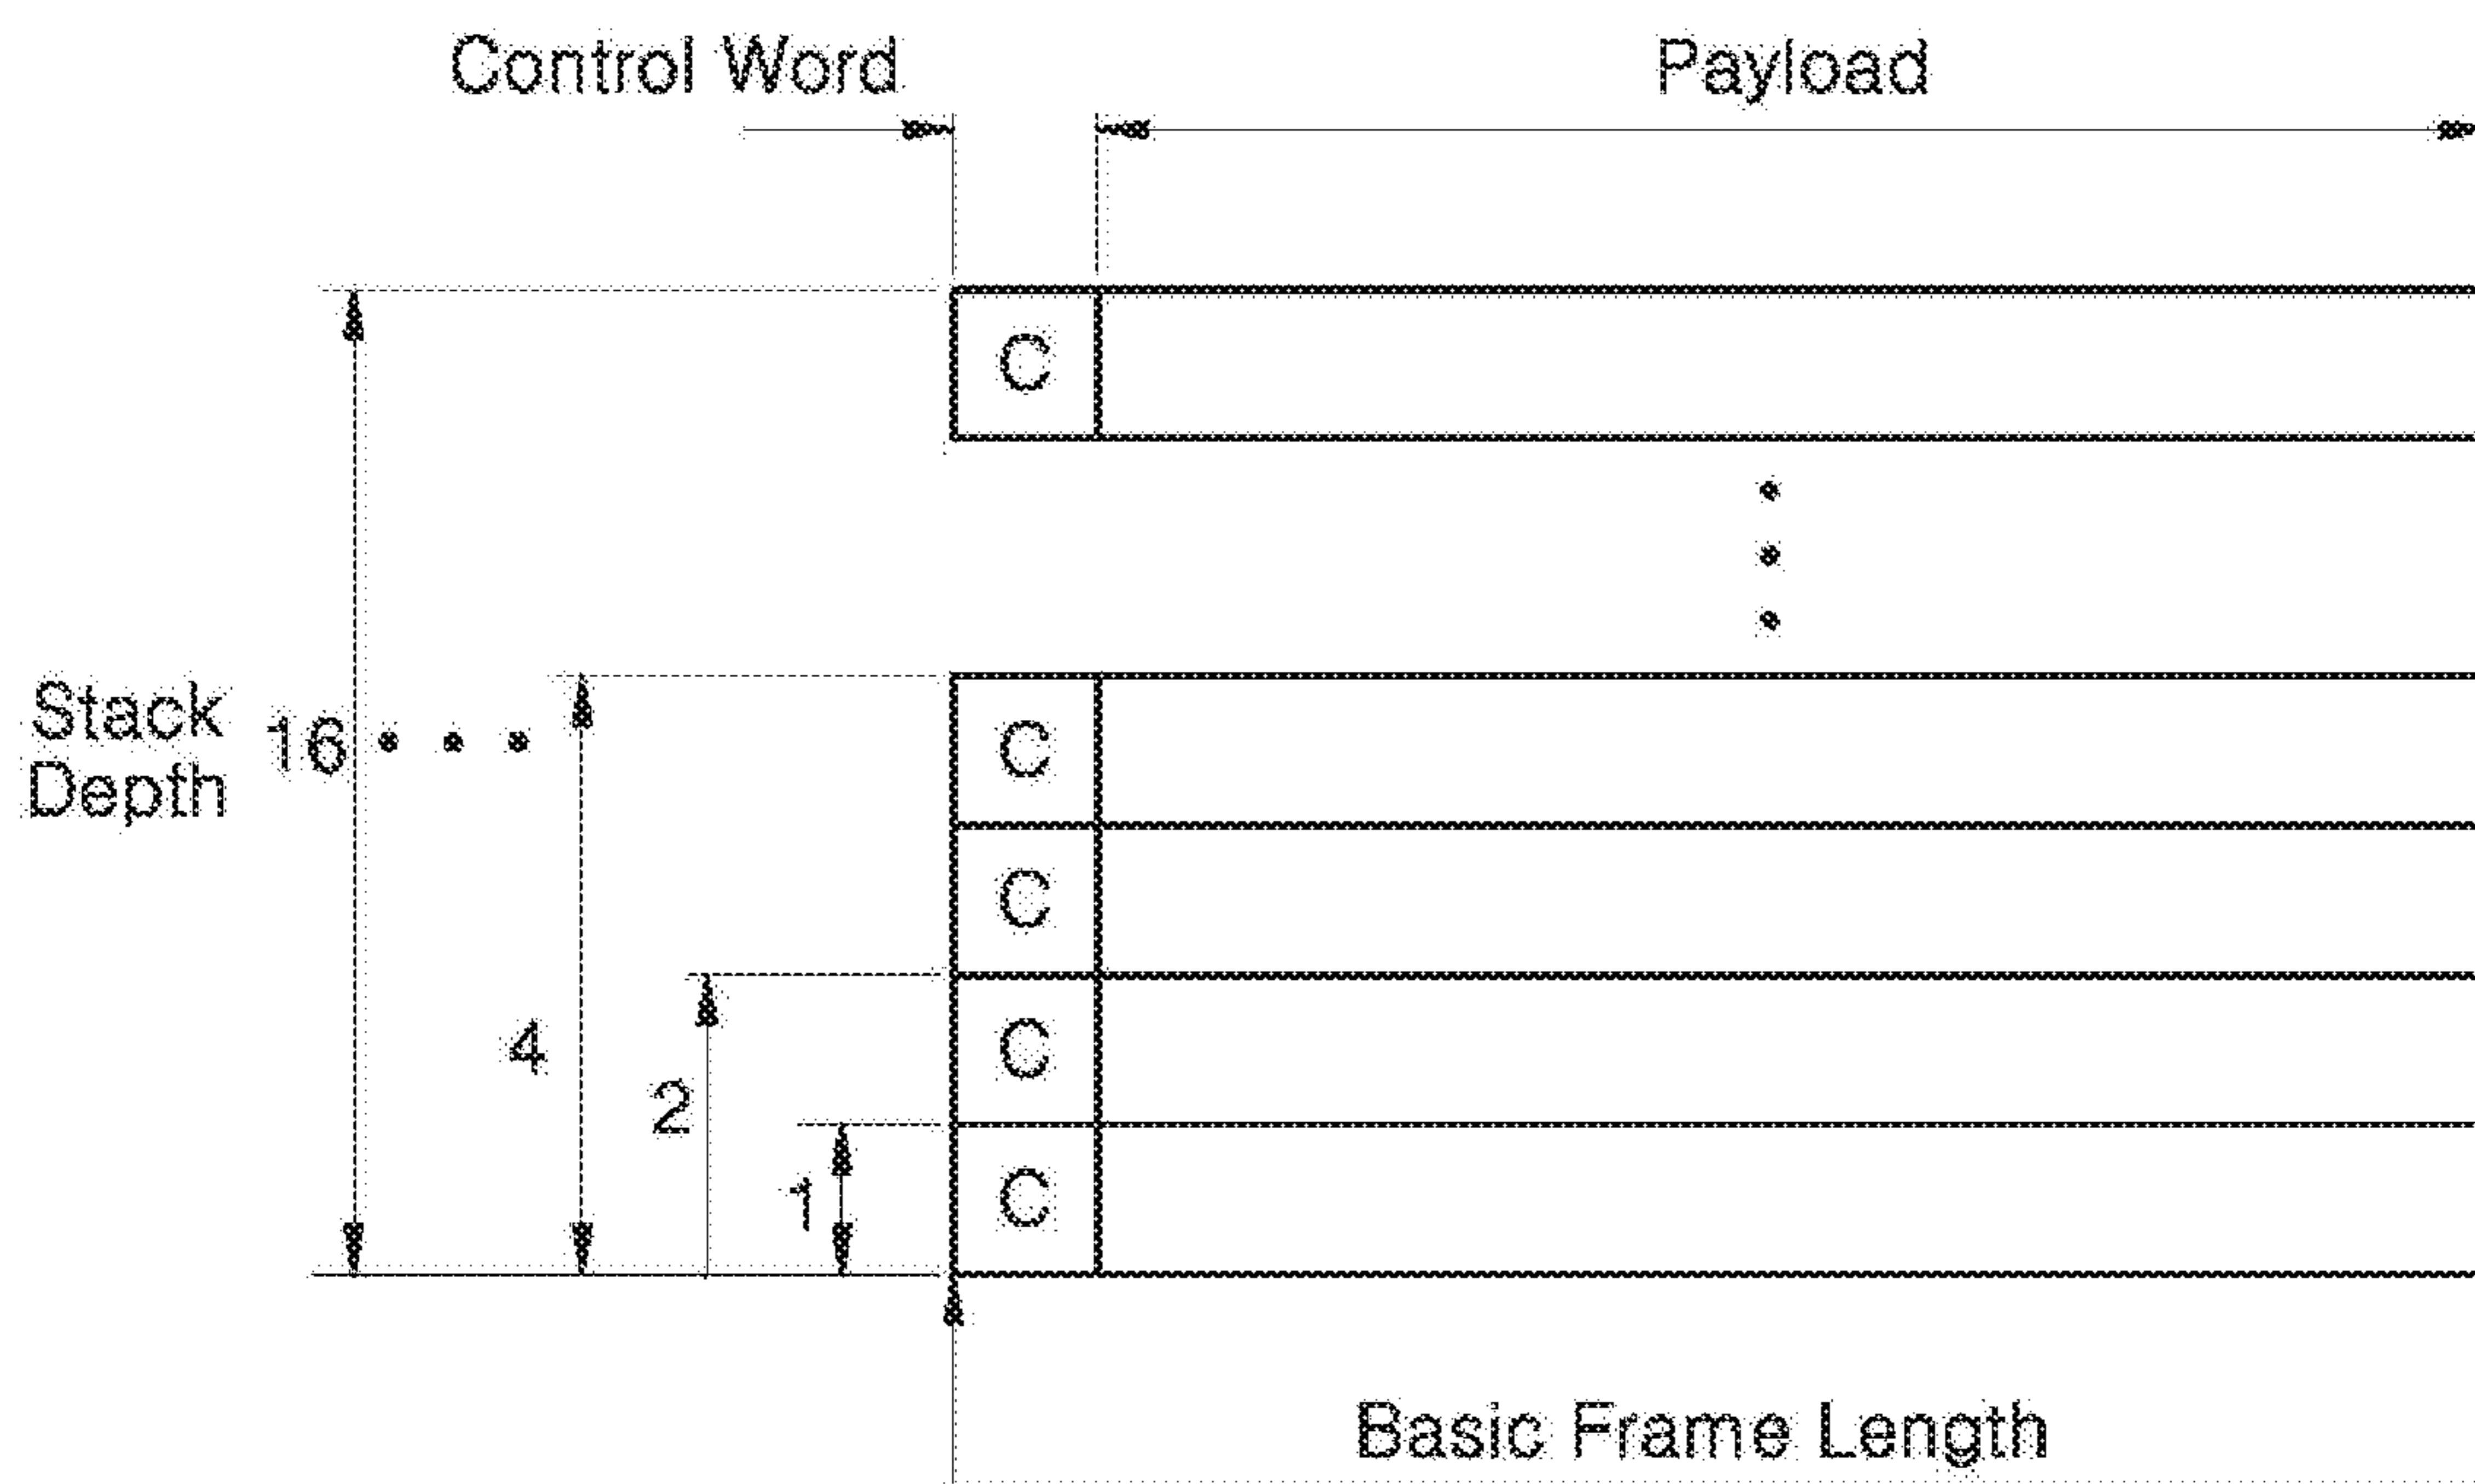 Control Word
Payload
C
C
Stack
Depth
16
C
4
C
2
1
C
Basic Frame Length